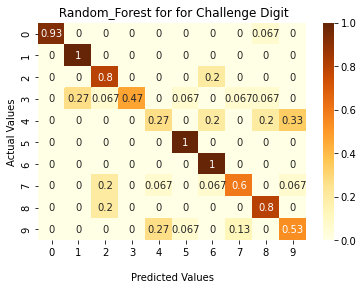 Random_Forest for for Challenge Digit
0 0.93 0 0 0 0 0 0 0 0.067 0
1 0 1 0 0 0 0 0 0 0 0
2 0 0 0.8 0 0 0 0.2 0 0 0
3 0 0.27 0.067 0.47 0 0.067 0 0.067 0.067 0
4 0 0 0 0 0.27 0 0.2 0 0.2 0.33
5 0 0 0 0 0 1 0 0 0 0
6 0 0 0 0 0 0 1 0 0 0
7 0 0 0.2 0 0.067 0 0.067 0.6 0 0.067
8 0 0 0.2 0 0 0 0 0 0.8 0
9 0 0 0 0 0.27 0.067 0 0.13 0 0.53
0 1 2 3 4 5 6 7 8 9
Actual Values
Predicted Values
1.0
0.8
0.6
0.4
0.2
0.0